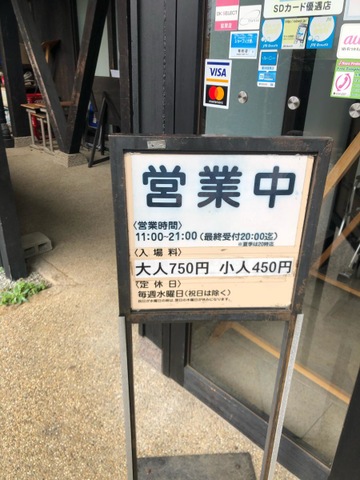 SDカード優遇店
VISA
MasterCard
営業中
〈営業時間〉
11:00~21:00 (最終受付20:00迄)
〈入場料〉
大人750円 小人450円
〈定休日〉
毎週水曜日(祝日は除く)